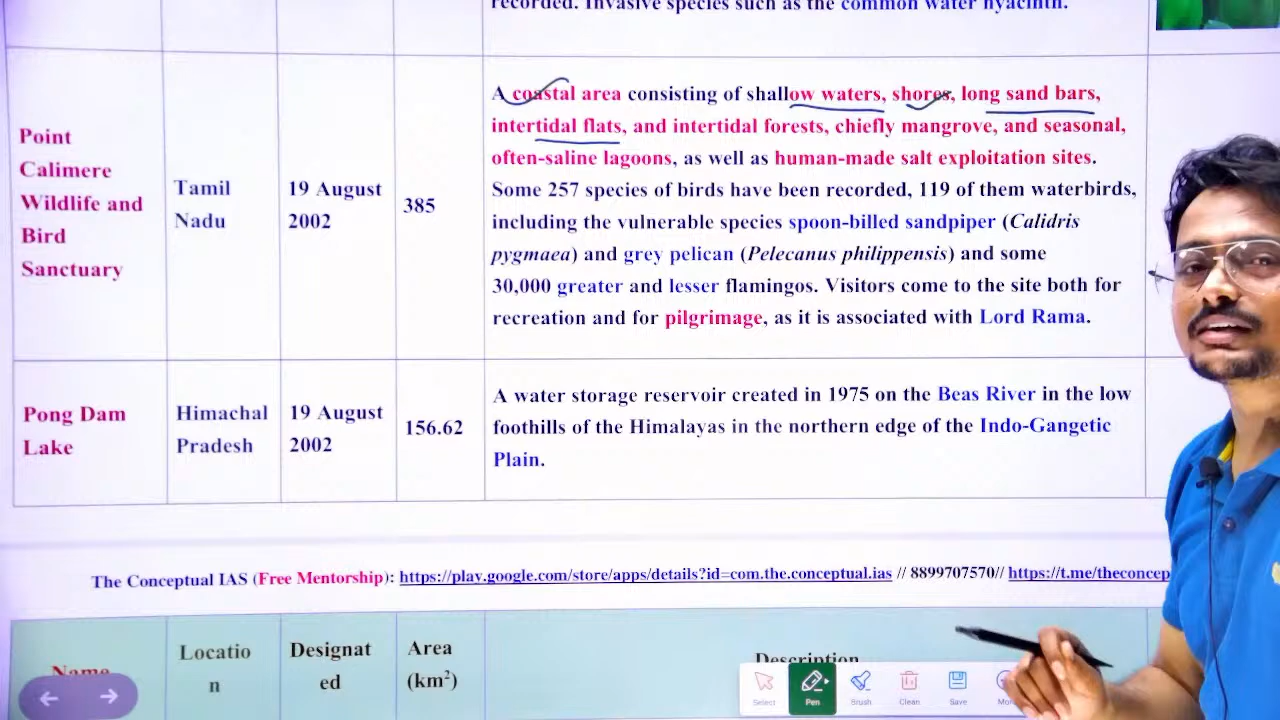 recorded. Invasive species such as the common water hyacinth.
Point
Calimere
Wildlife and
Bird
Sanctuary
Tamil
Nadu
19 August
2002
385
A coastal area consisting of shallow waters, shores, long sand bars,
intertidal flats, and intertidal forests, chiefly mangrove, and seasonal,
often-saline lagoons, as well as human-made salt exploitation sites.
Some 257 species of birds have been recorded, 119 of them waterbirds,
including the vulnerable species spoon-billed sandpiper (Calidris
pygmaea) and grey pelican (Pelecanus philippensis) and some
30,000 greater and lesser flamingos. Visitors come to the site both for
recreation and for pilgrimage, as it is associated with Lord Rama.
Pong Dam
Lake
Himachal
Pradesh
19 August
2002
156.62
A water storage reservoir created in 1975 on the Beas River in the low
foothills of the Himalayas in the northern edge of the Indo-Gangetic
Plain.
The Conceptual IAS (Free Mentorship): https://play.google.com/store/apps/details?id=com.the.conceptual.ias // 8899707570// https://t.me/theconcep
Name
Locatio
n
Designat
ed
Area
(km²)
Description
Select
Pen
Brush
Clean
Save